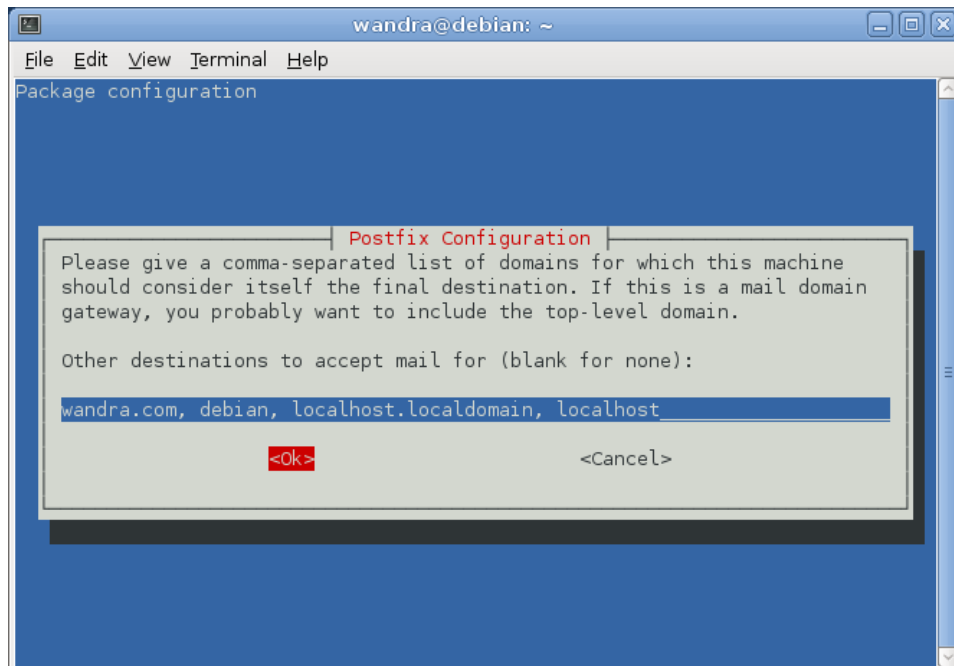 wandra@debian: ~
File Edit View Terminal Help
Package configuration
Postfix Configuration
Please give a comma-separated list of domains for which this machine
should consider itself the final destination. If this is a mail domain
gateway, you probably want to include the top-level domain.
Other destinations to accept mail for (blank for none):
wandra.com, debian, localhost.localdomain, localhost
<Ok> <Cancel>